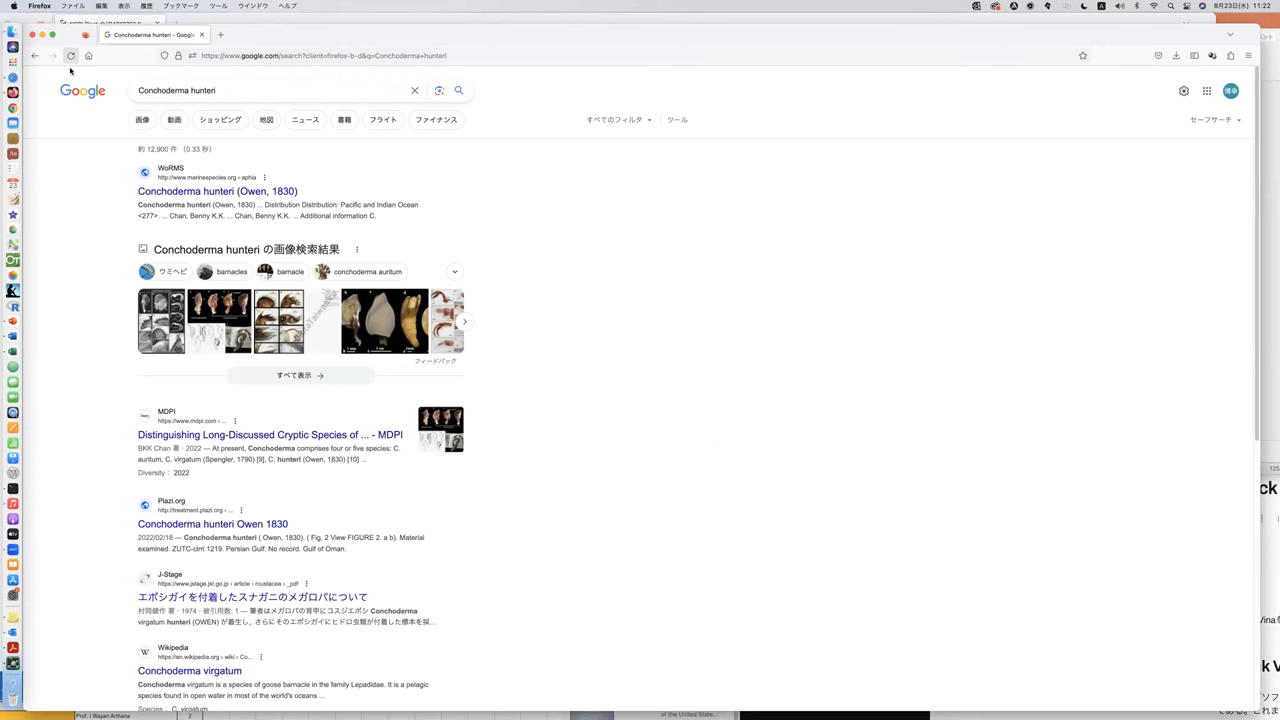 Firefox ファイル 編集 表示 履歴 ブックマーク ツール ウインドウ ヘルプ
8月23日(水) 11:22
Conchoderma hunteri - Goog
https://www.google.com/search?client=firefox-b-d&q=Conchoderma+hunteri
Google
Conchoderma hunteri
博幸
画像 動画 ショッピング 地図 ニュース 書籍 フライト ファイナンス
すべてのフィルタ ツール
セーフサーチ
約 12,900 件 (0.33 秒)
WoRMS
http://www.marinespecies.org › aphia
Conchoderma hunteri (Owen, 1830)
Conchoderma hunteri (Owen, 1830) ... Distribution Distribution: Pacific and Indian Ocean
<277>. ... Chan, Benny K.K. ... Chan, Benny K.K. ... Additional information C.
Conchoderma hunteri の画像検索結果
ウミヘビ barnacles barnacle conchoderma auritum
フィードバック
すべて表示
MDPI
https://www.mdpi.com › ...
Distinguishing Long-Discussed Cryptic Species of ... - MDPI
BKK Chan 著 · 2022 — At present, Conchoderma comprises four or five species: C.
auritum, C. virgatum (Spengler, 1790) [9], C. hunteri (Owen, 1830) [10] ...
Diversity： 2022
Plazi.org
http://treatment.plazi.org › ...
Conchoderma hunteri Owen 1830
2022/02/18 — Conchoderma hunteri ( Owen, 1830). ( Fig. 2 View FIGURE 2. a b). Material
examined. ZUTC-cirri 1219. Persian Gulf. No record. Gulf of Oman.
J-Stage
https://www.jstage.jst.go.jp › article › rcustacea › _pdf
エボシガイを付着したスナガニのメガロパについて
村岡健作 著 · 1974 · 被引用数: 1 — 筆者はメガロパの背甲にコスジエボシ Conchoderma
virgatum hunteri (OWEN) が着生し,. さらにそのエボシガイにヒドロ虫類が付着した標本を採...
Wikipedia
https://en.wikipedia.org › wiki › Co...
Conchoderma virgatum
Conchoderma virgatum is a species of goose barnacle in the family Lepadidae. It is a pelagic
species found in open water in most of the world's oceans ...
Species： C. virgatum
Prof. I Wayan Arthana
2
of the United State...